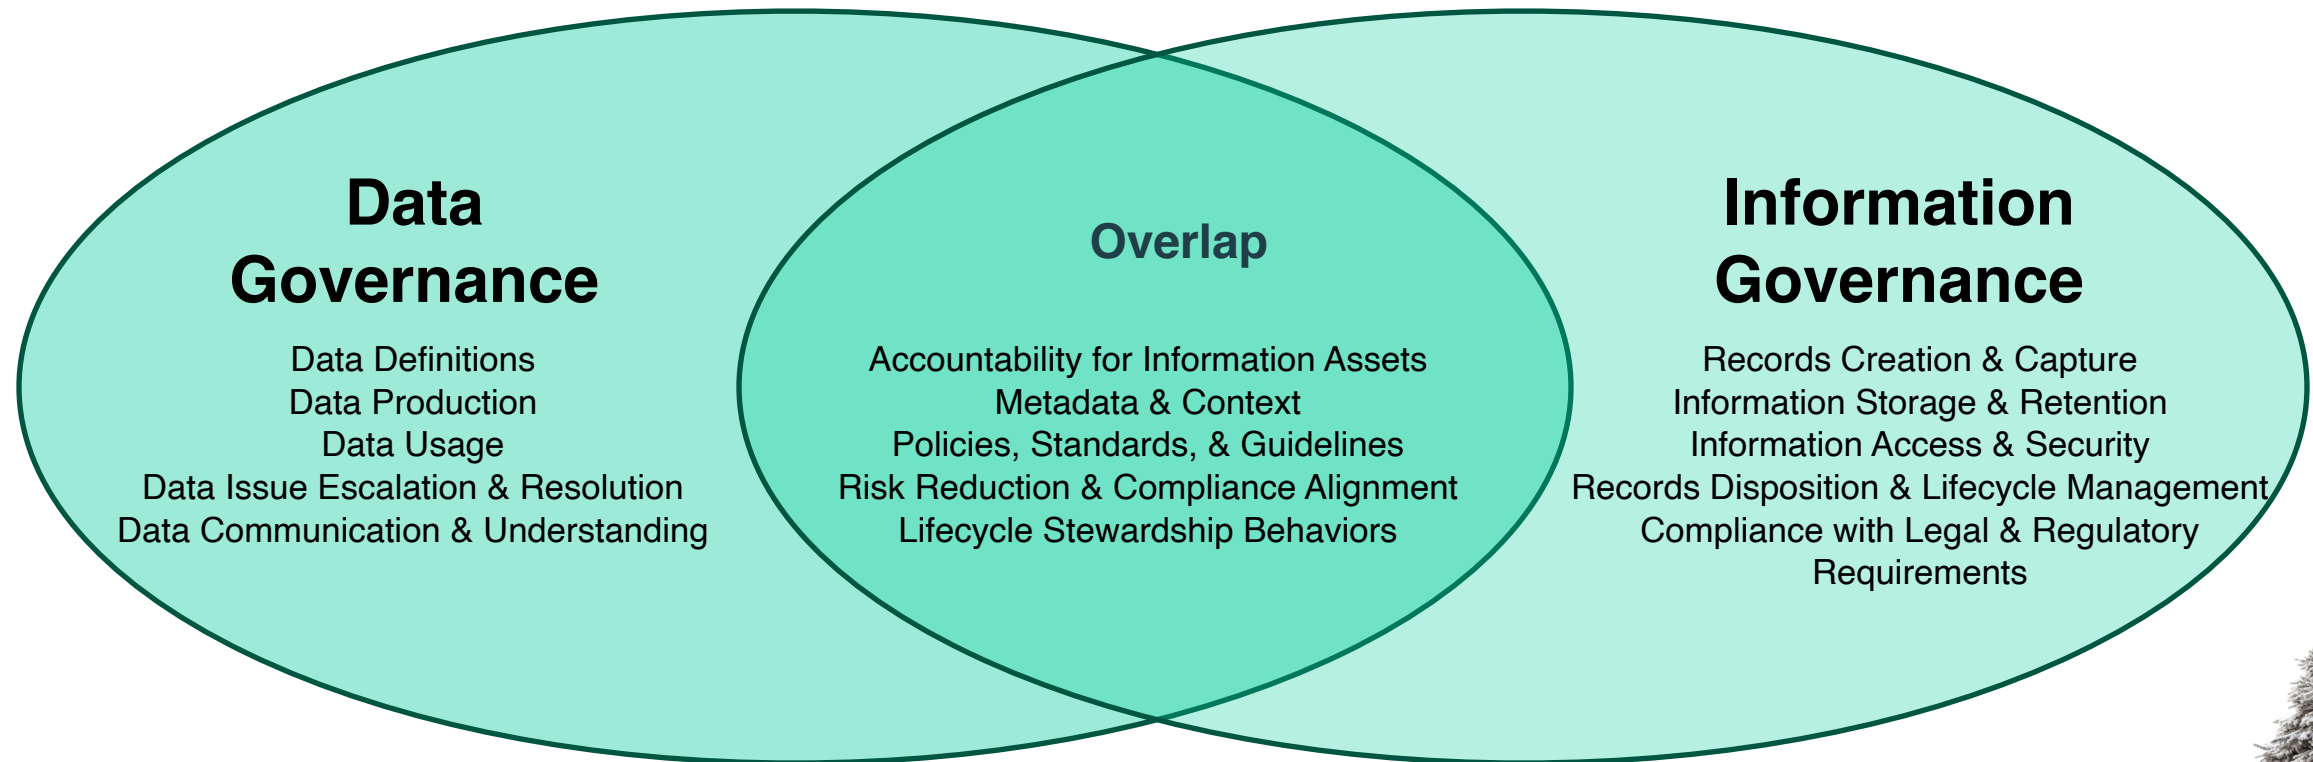 Data
Governance
Data Definitions
Data Production
Data Usage
Data Issue Escalation & Resolution
Data Communication & Understanding
Overlap
Accountability for Information Assets
Metadata & Context
Policies, Standards, & Guidelines
Risk Reduction & Compliance Alignment
Lifecycle Stewardship Behaviors
Information
Governance
Records Creation & Capture
Information Storage & Retention
Information Access & Security
Records Disposition & Lifecycle Management
Compliance with Legal & Regulatory
Requirements